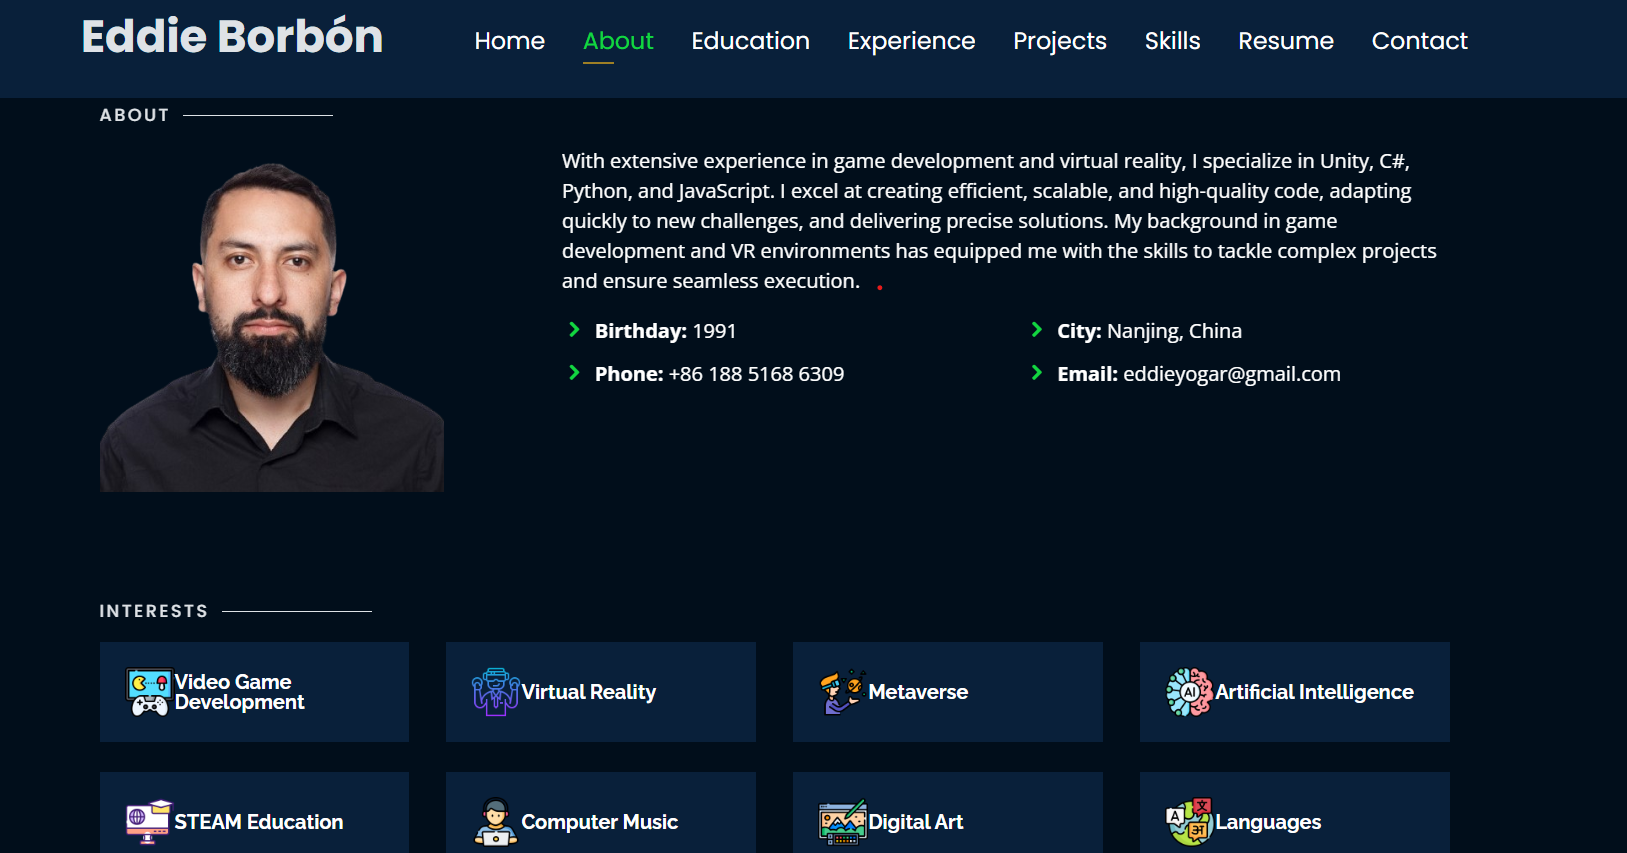 Eddie Borbón
Home About Education Experience Projects Skills Resume Contact
ABOUT
With extensive experience in game development and virtual reality, I specialize in Unity, C#,
Python, and JavaScript. I excel at creating efficient, scalable, and high-quality code, adapting
quickly to new challenges, and delivering precise solutions. My background in game
development and VR environments has equipped me with the skills to tackle complex projects
and ensure seamless execution.
Birthday: 1991
City: Nanjing, China
Phone: +86 188 5168 6309
Email: eddieyogar@gmail.com
INTERESTS
Video Game
Development
Virtual Reality
Metaverse
AI
Artificial Intelligence
STEAM Education
Computer Music
Digital Art
A
文
अ
Languages